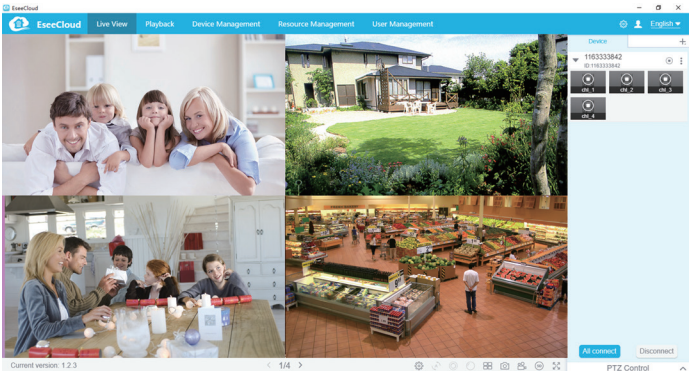 EseeCloud
EseeCloud Live View Playback Device Management Resource Management User Management English
Device
1163333842
ID:1163333842
chl_1 chl_2 chl_3
chl_4
All connect Disconnect
Current version: 1.2.3 < 1/4 >
PTZ Control